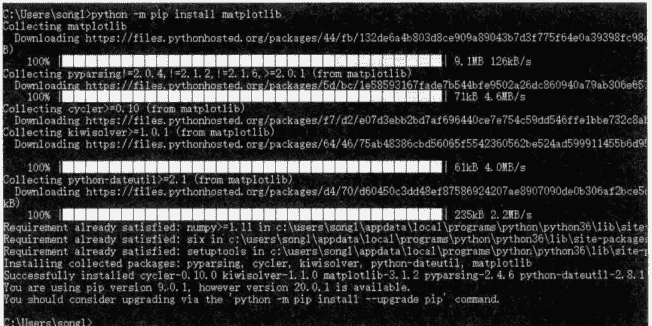 C:\Users\songl>python -m pip install matplotlib
Collecting matplotlib
Downloading https://files.pythonhosted.org/packages/44/fb/132de6a4b803d8ce909a89043b7d3f775f64e0a39398fc98
B)
100% | 9.1MB 126kB/s
Collecting pyparsing!=2.0.4,!=2.1.2,!=2.1.6,>=2.0.1 (from matplotlib)
Downloading https://files.pythonhosted.org/packages/5d/bc/1e58593167fade7b544bfe9502a26dc860940a79ab306e65
100% | 71kB 4.6MB/s
Collecting cycler>=0.10 (from matplotlib)
Downloading https://files.pythonhosted.org/packages/f7/d2/e07d3ebb2bd7af696440ce7e754c59dd546ffe1bbe732c8ab
Collecting kiwisolver>=1.0.1 (from matplotlib)
Downloading https://files.pythonhosted.org/packages/64/46/75ab48386cbd56065f5542360562be524ad599911455b6d95
100% | 61kB 4.0MB/s
Collecting python-dateutil>=2.1 (from matplotlib)
Downloading https://files.pythonhosted.org/packages/d4/70/d60450c3dd48ef87586924207ae8907090de0b306af2bce5
kB)
100% | 235kB 2.2MB/s
Requirement already satisfied: numpy>=1.11 in c:\users\songl\appdata\local\programs\python\python36\lib\site-
Requirement already satisfied: six in c:\users\songl\appdata\local\programs\python\python36\lib\site-package
Requirement already satisfied: setuptools in c:\users\songl\appdata\local\programs\python\python36\lib\site-p
Installing collected packages: pyparsing, cycler, kiwisolver, python-dateutil, matplotlib
Successfully installed cycler-0.10.0 kiwisolver-1.1.0 matplotlib-3.1.2 pyparsing-2.4.6 python-dateutil-2.8.1
You are using pip version 9.0.1, however version 20.0.1 is available.
You should consider upgrading via the 'python -m pip install --upgrade pip' command.
C:\Users\songl>